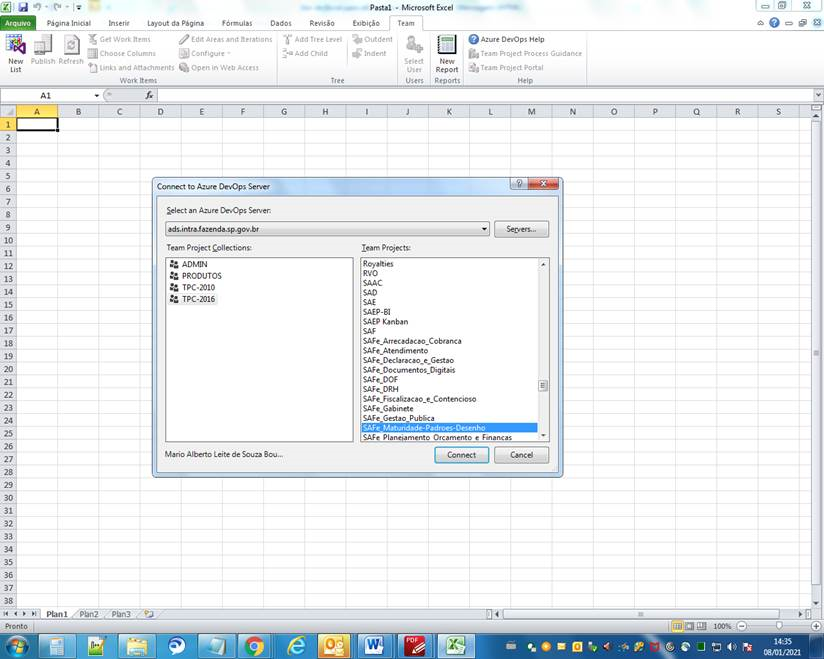 Pasta1 - Microsoft Excel
Arquivo Página Inicial Inserir Layout da Página Fórmulas Dados Revisão Exibição Team
New List
Publish
Refresh
Get Work Items
Choose Columns
Links and Attachments
Edit Areas and Iterations
Configure
Open in Web Access
Work Items
Add Tree Level
Add Child
Outdent
Indent
Tree
Select User
Users
New Report
Reports
Azure DevOps Help
Team Project Process Guidance
Team Project Portal
Help
A1 fx
A B C D E F G H I J K L M N O P Q R S
1
2
3
4
5
6
7
8
9
10
11
12
13
14
15
16
17
18
19
20
21
22
23
24
25
26
27
28
29
30
31
32
33
34
35
36
37
38
Connect to Azure DevOps Server
Select an Azure DevOps Server:
ads.intra.fazenda.sp.gov.br Servers...
Team Project Collections:
ADMIN
PRODUTOS
TPC-2010
TPC-2016
Team Projects:
Royalties
RVO
SAAC
SAD
SAE
SAEP-BI
SAEP Kanban
SAF
SAFe_Arrecadacao_Cobranca
SAFe_Atendimento
SAFe_Declaracao_e_Gestao
SAFe_Documentos_Digitais
SAFe_DOF
SAFe_DRH
SAFe_Fiscalizacao_e_Contencioso
SAFe_Gabinete
SAFe_Gestao_Publica
SAFe_Maturidade-Padroes-Desenho
SAFe_Planejamento_Orcamento_e_Financas
Mario Alberto Leite de Souza Bou... Connect Cancel
Plan1 Plan2 Plan3
Pronto 100%
14:35
08/01/2021